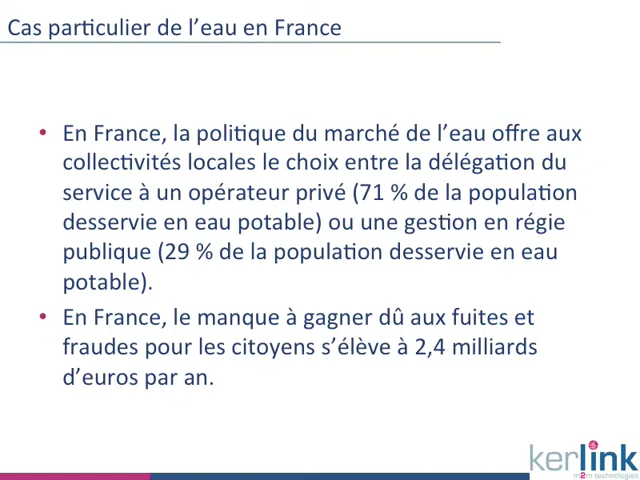 Cas particulier de l’eau en France
• En France, la politique du marché de l’eau offre aux
collectivités locales le choix entre la délégation du
service à un opérateur privé (71 % de la population
desservie en eau potable) ou une gestion en régie
publique (29 % de la population desservie en eau
potable).
• En France, le manque à gagner dû aux fuites et
fraudes pour les citoyens s’élève à 2,4 milliards
d’euros par an.
kerlink
m2m technologies